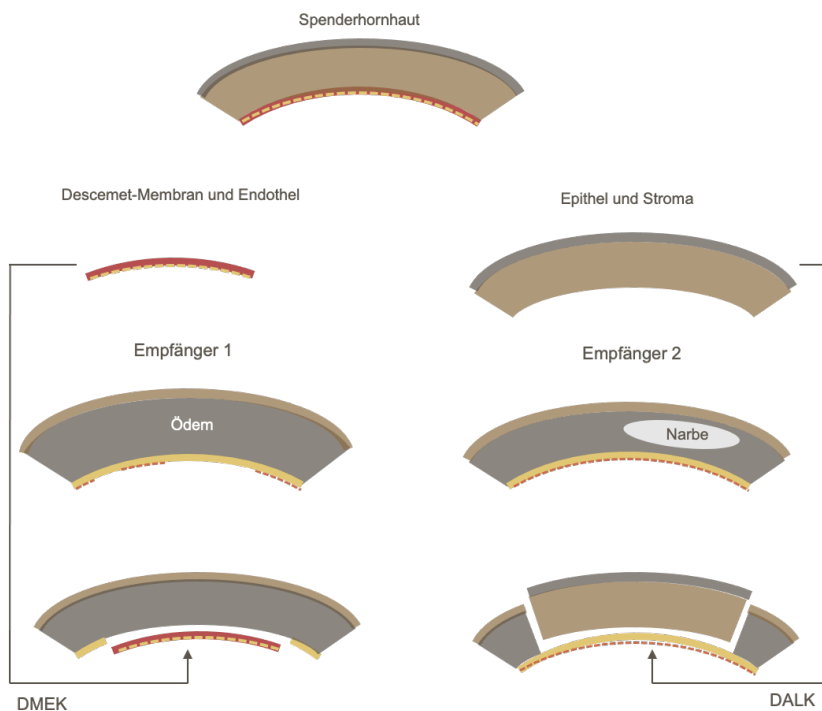 Spenderhornhaut
Descemet-Membran und Endothel
Epithel und Stroma
Empfänger 1
Empfänger 2
Ödem
Narbe
DMEK
DALK